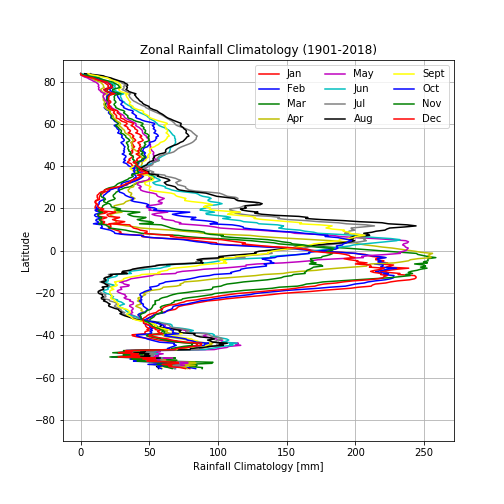 Zonal Rainfall Climatology (1901-2018)
Jan May Sept
Feb Jun Oct
Mar Jul Nov
Apr Aug Dec
80
60
40
20
0
−20
−40
−60
−80
Latitude
0 50 100 150 200 250
Rainfall Climatology [mm]